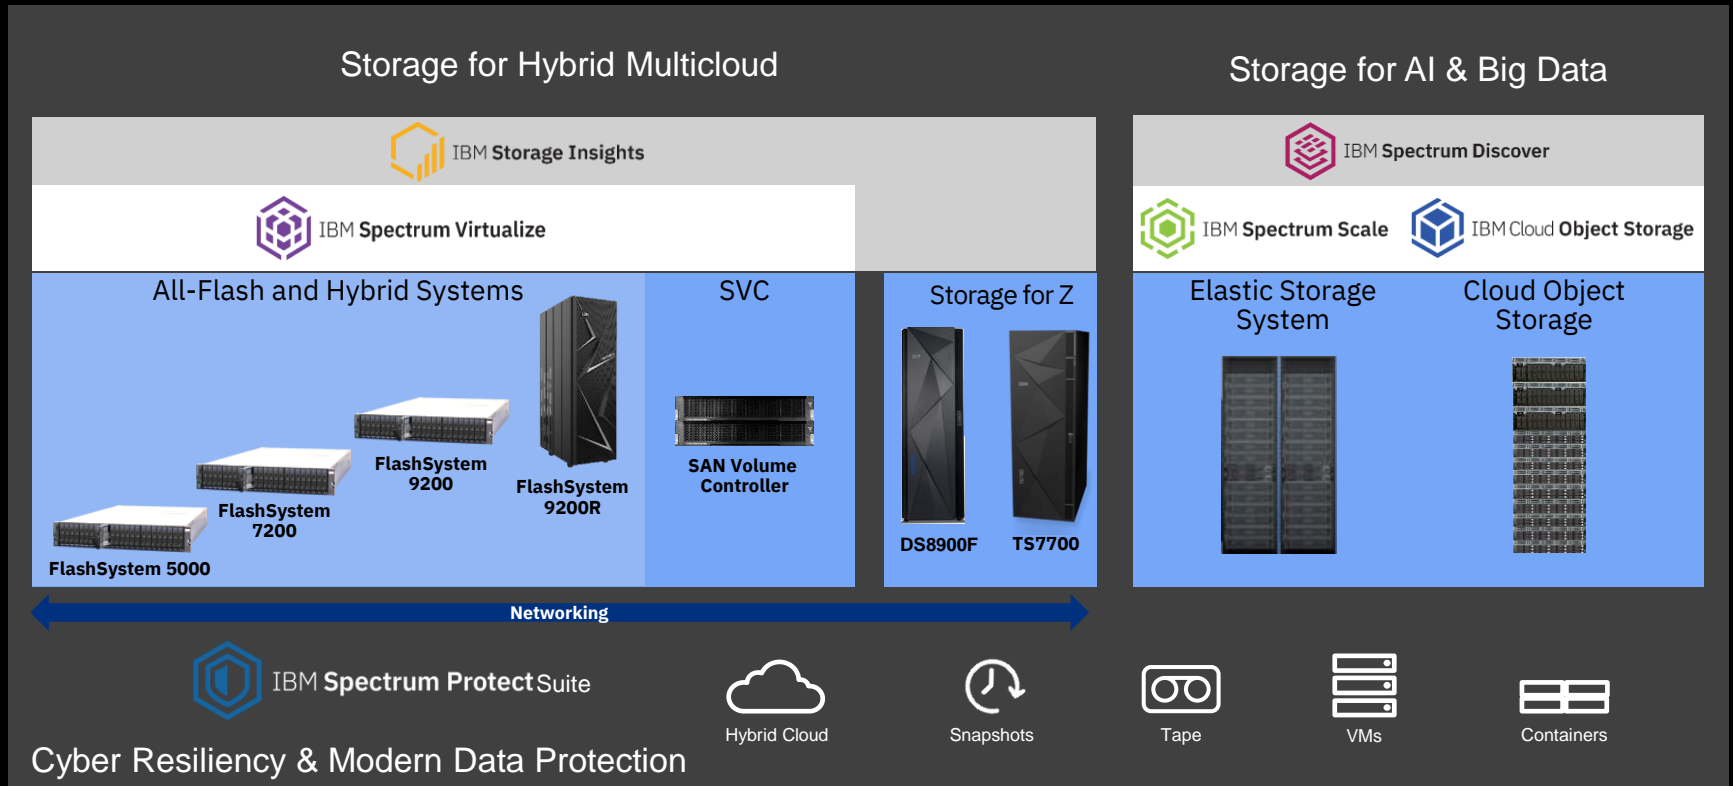 Storage for Hybrid Multicloud
Storage for AI & Big Data
IBM Storage Insights
IBM Spectrum Discover
IBM Spectrum Virtualize
IBM Spectrum Scale
IBM Cloud Object Storage
All-Flash and Hybrid Systems
SVC
Storage for Z
Elastic Storage
System
Cloud Object
Storage
FlashSystem 5000
FlashSystem
7200
FlashSystem
9200
FlashSystem
9200R
SAN Volume
Controller
DS8900F
TS7700
Networking
IBM Spectrum Protect Suite
Hybrid Cloud
Snapshots
Tape
VMs
Containers
Cyber Resiliency & Modern Data Protection